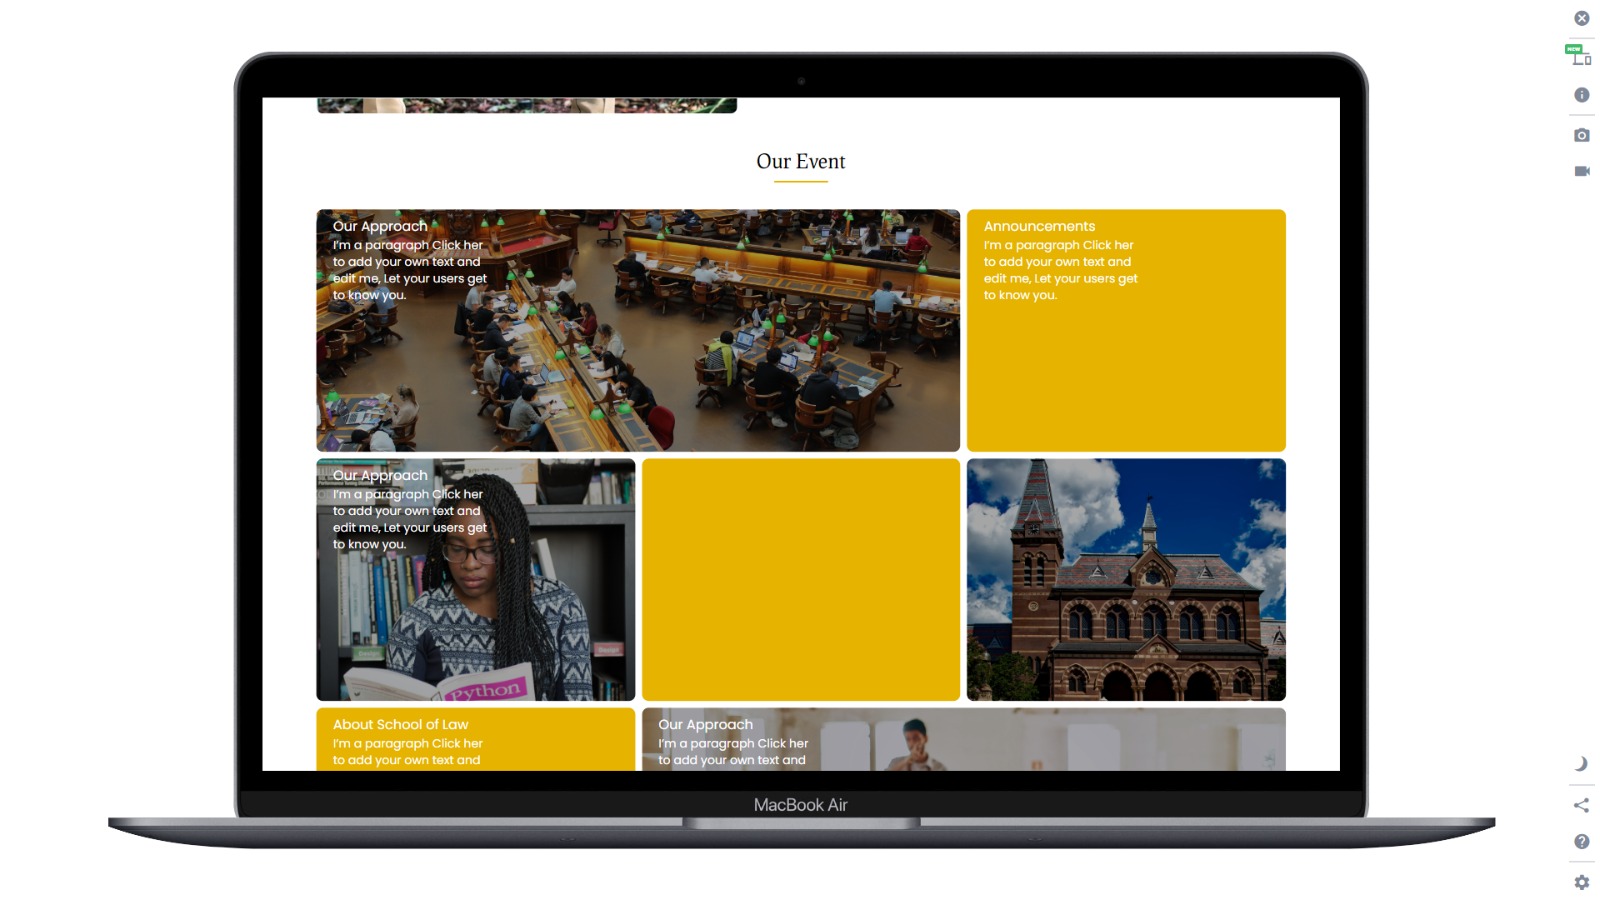 NEW
Our Event
Our Approach
I'm a paragraph Click her
to add your own text and
edit me, Let your users get
to know you.
Announcements
I'm a paragraph Click her
to add your own text and
edit me, Let your users get
to know you.
Our Approach
I'm a paragraph Click her
to add your own text and
edit me, Let your users get
to know you.
Design
Design
Python
About School of Law
I'm a paragraph Click her
to add your own text and
Our Approach
I'm a paragraph Click her
to add your own text and
MacBook Air